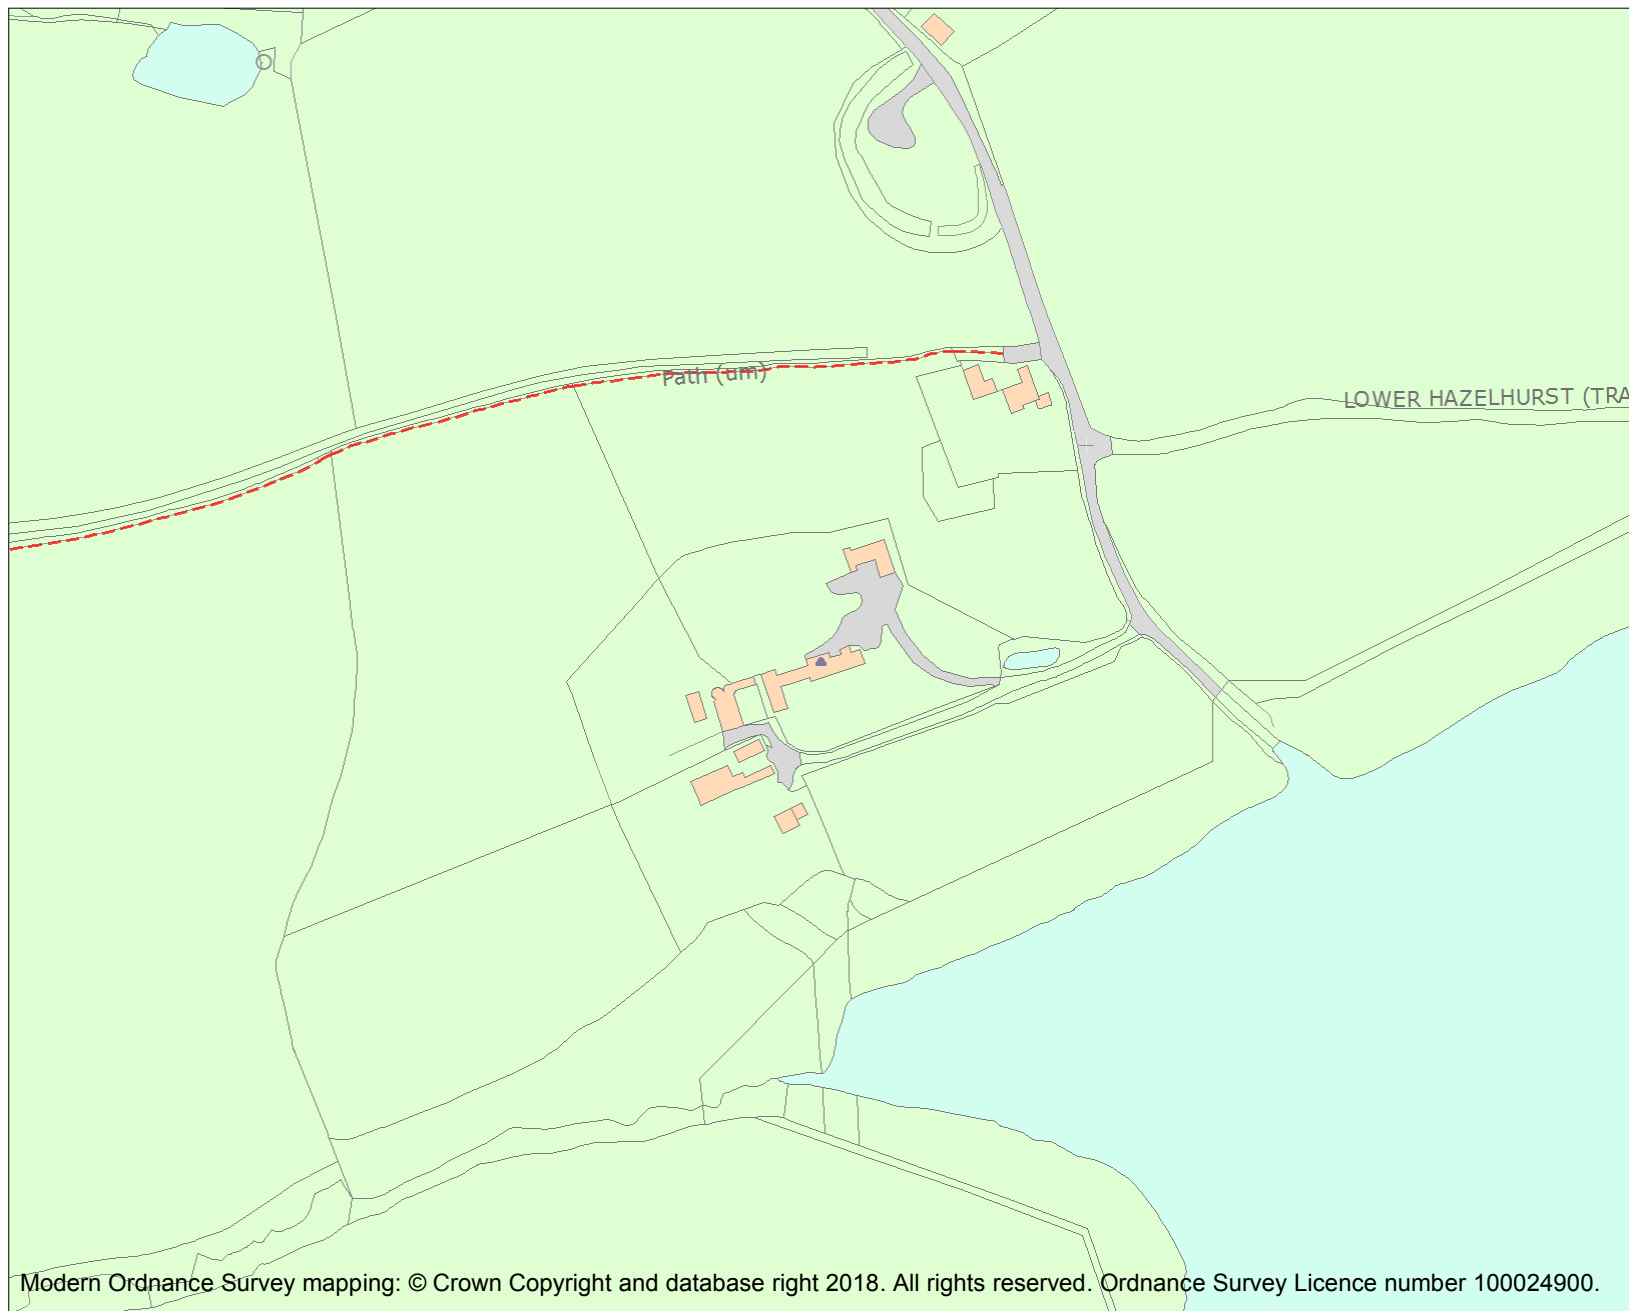 Path (um)
LOWER HAZELHURST (TRA
Modern Ordnance Survey mapping: © Crown Copyright and database right 2018. All rights reserved. Ordnance Survey Licence number 100024900.